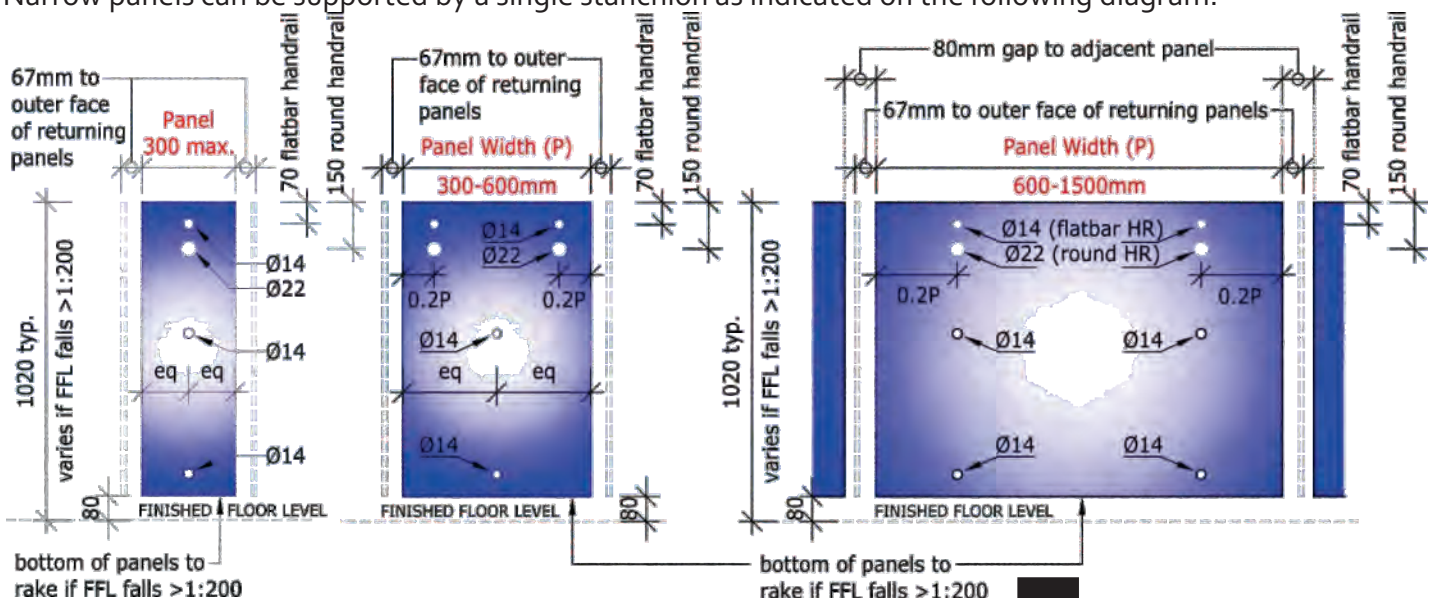 Narrow panels can be supported by a single stanchion as indicated on the following diagram:
67mm to
outer face
of returning
panels
Panel
300 max.
70 flatbar handrail
150 round handrail
1020 typ.
varies if FFL falls >1:200
80
Ø14
Ø22
Ø14
eq
eq
Ø14
FINISHED FLOOR LEVEL
bottom of panels to
rake if FFL falls >1:200
67mm to outer
face of returning
panels
Panel Width (P)
300-600mm
70 flatbar handrail
150 round handrail
Ø14
Ø22
0.2P
0.2P
Ø14
eq
eq
Ø14
80
FINISHED FLOOR LEVEL
80mm gap to adjacent panel
67mm to outer face of returning panels
Panel Width (P)
600-1500mm
70 flatbar handrail
150 round handrail
1020 typ.
varies if FFL falls >1:200
80
Ø14 (flatbar HR)
Ø22 (round HR)
0.2P
0.2P
Ø14
Ø14
Ø14
Ø14
FINISHED FLOOR LEVEL
bottom of panels to
rake if FFL falls >1:200